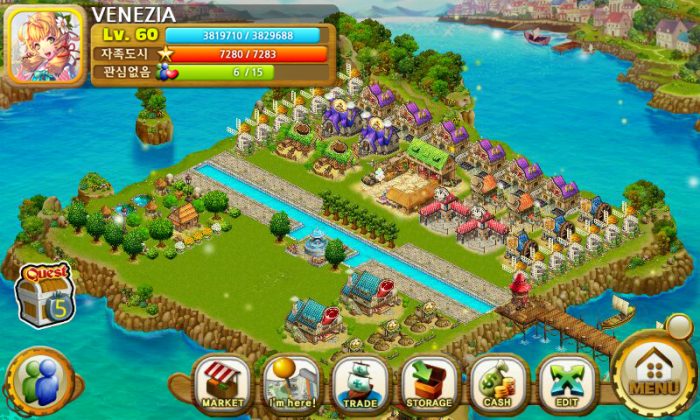 VENEZIA
Lv. 60
3819710 / 3829688
자족도시
7280 / 7283
관심없음
6 / 15
Quest
5
MARKET
I'm here!
TRADE
STORAGE
CASH
EDIT
MENU